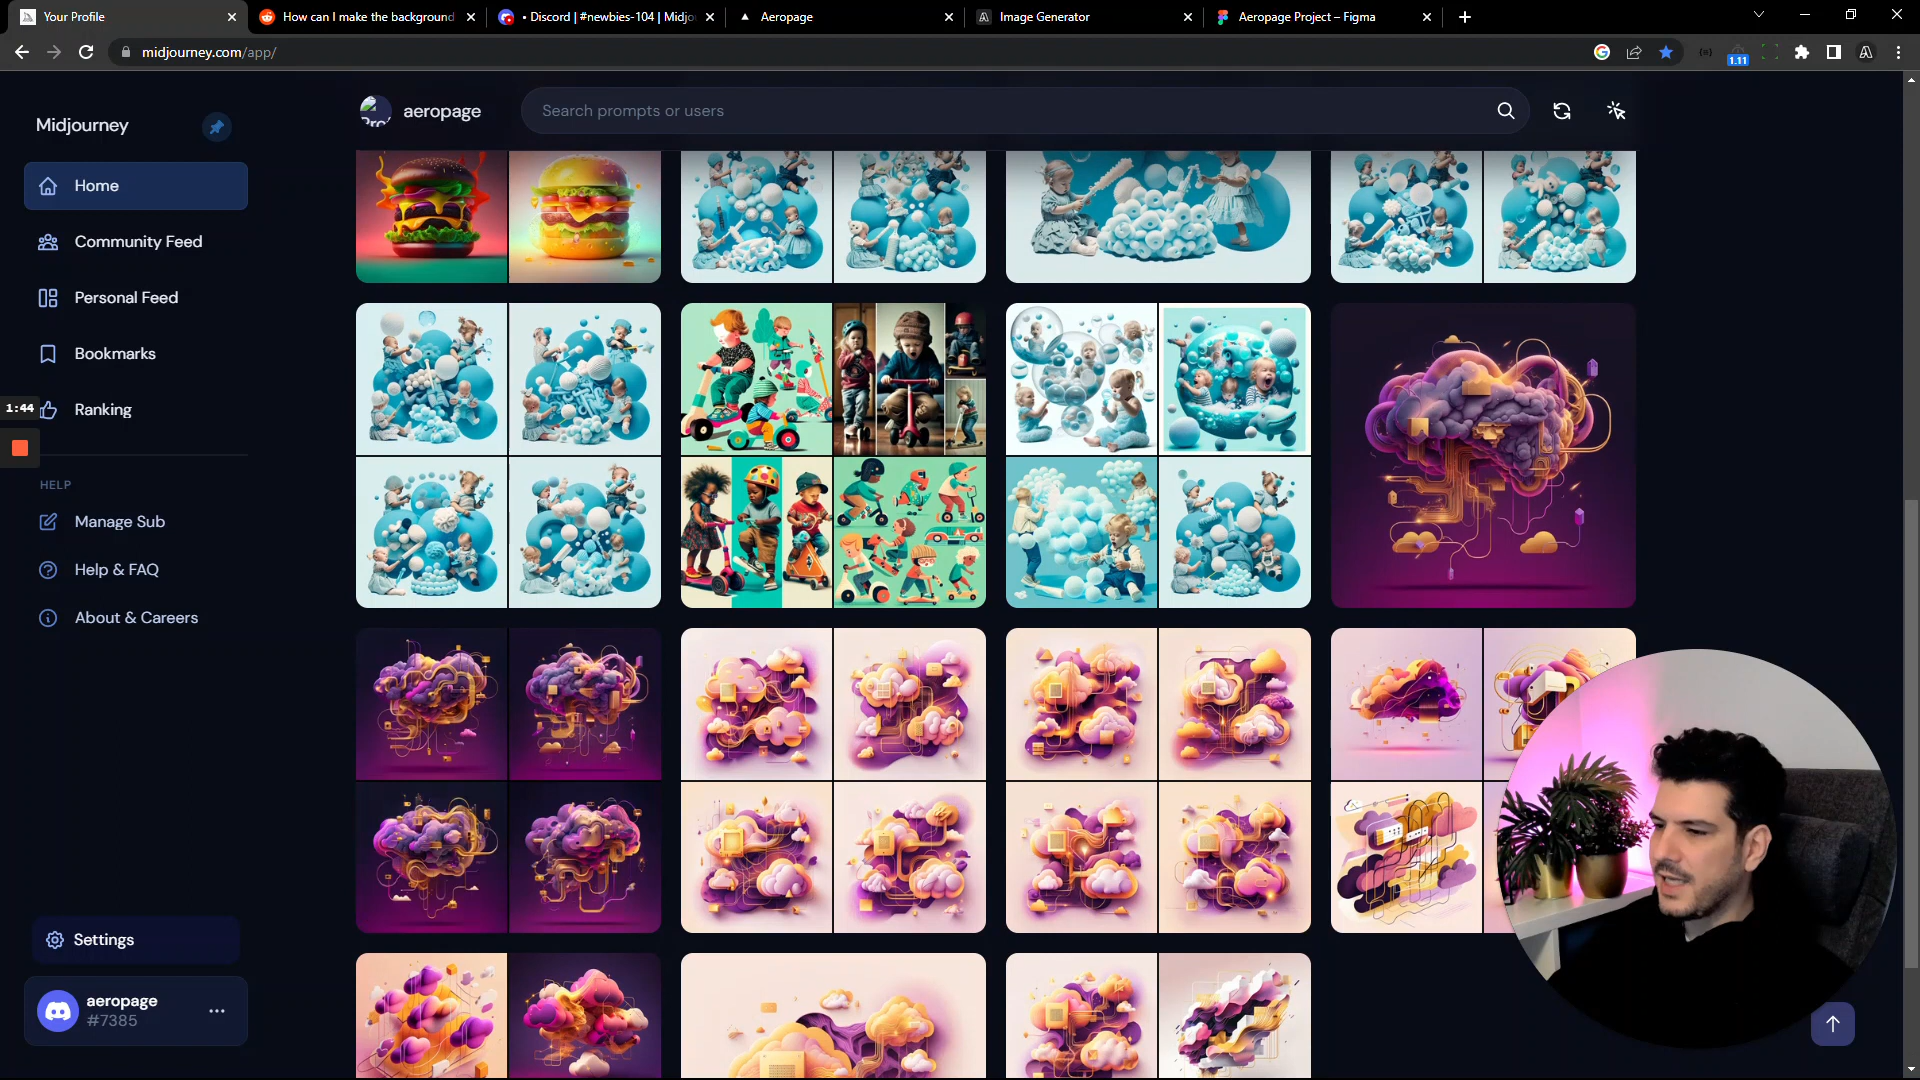 Your Profile
How can I make the background
• Discord | #newbies-104 | Midjo
Aeropage
Image Generator
Aeropage Project – Figma
midjourney.com/app/
1.11
Midjourney
aeropage
Search prompts or users
Home
Community Feed
Personal Feed
Bookmarks
1:44
Ranking
HELP
Manage Sub
Help & FAQ
About & Careers
Settings
aeropage
#7385